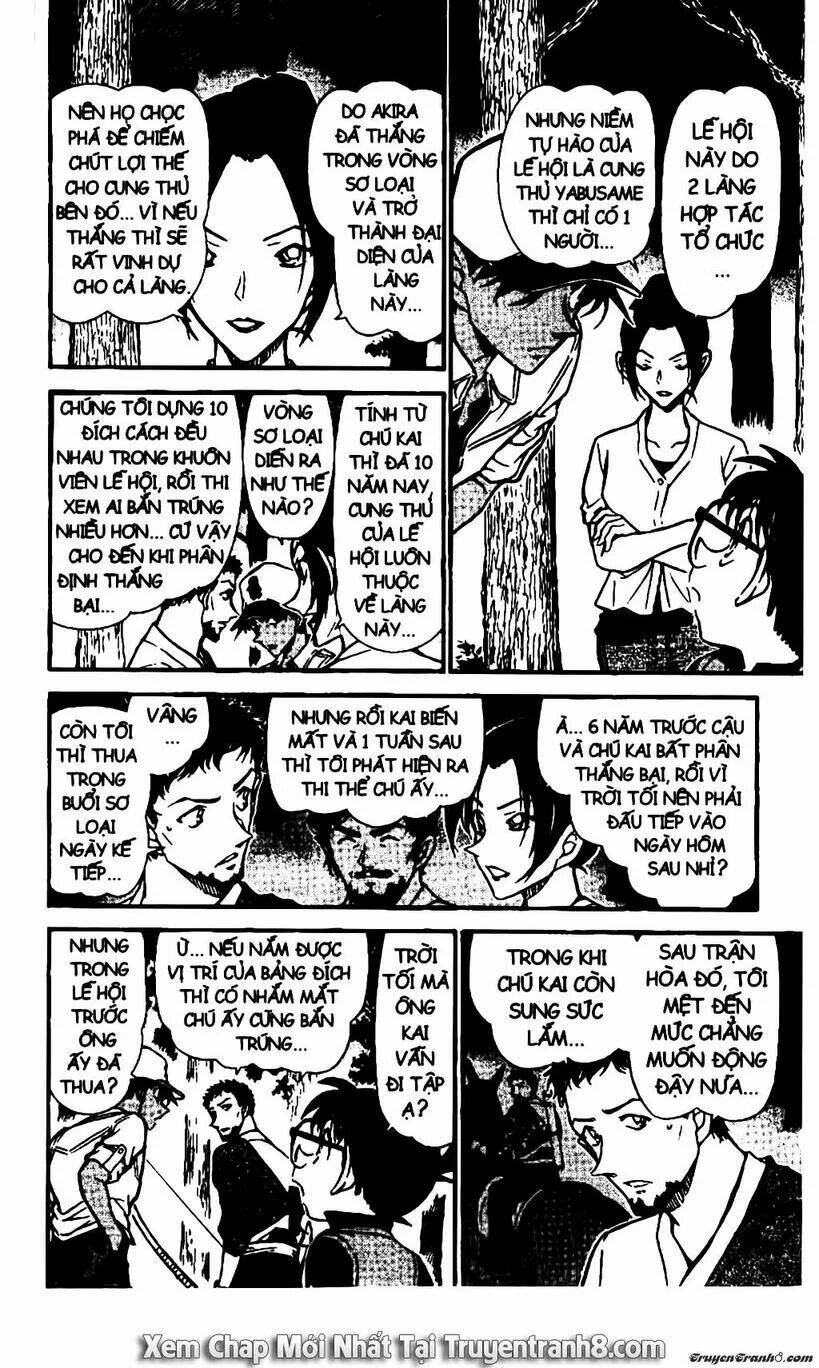 LỄ HỘI
NÀY DO
2 LÀNG
HỢP TÁC
TỔ CHỨC
...
NHƯNG NIỀM
TỰ HÀO CỦA
LỄ HỘI LÀ CUNG
THỦ YABUSAME
THÌ CHỈ CÓ 1
NGƯỜI...
DO AKIRA
ĐÃ THẮNG
TRONG VÒNG
SƠ LOẠI
VÀ TRỞ
THÀNH ĐẠI
DIỆN CỦA
LÀNG
NÀY...
NÊN HỌ CHỌC
PHÁ ĐỂ CHIẾM
CHÚT LỢI THẾ
CHO CUNG THỦ
BÊN ĐÓ... VÌ NẾU
THẮNG THÌ SẼ
RẤT VINH DỰ
CHO CẢ LÀNG.
TÍNH TỪ
CHÚ KAI
THÌ ĐÃ 10
NĂM NAY,
CUNG THỦ
CỦA LỄ
HỘI LUÔN
THUỘC
VỀ LÀNG
NÀY...
VÒNG
SƠ LOẠI
DIỄN RA
NHƯ THẾ
NÀO?
CHÚNG TÔI DỰNG 10
ĐÍCH CÁCH ĐỀU
NHAU TRONG KHUÔN
VIÊN LỄ HỘI, RỒI THI
XEM AI BẮN TRÚNG
NHIỀU HƠN... CỨ VẬY
CHO ĐẾN KHI PHÂN
ĐỊNH THẮNG
BẠI...
À... 6 NĂM TRƯỚC CẬU
VÀ CHÚ KAI BẤT PHÂN
THẮNG BẠI, RỒI VÌ
TRỜI TỐI NÊN PHẢI
ĐẤU TIẾP VÀO
NGÀY HÔM
SAU NHỈ?
NHƯNG RỒI KAI BIẾN
MẤT VÀ 1 TUẦN SAU
THÌ TÔI PHÁT HIỆN RA
THI THỂ CHÚ ẤY...
VÂNG
...
CÒN TÔI
THÌ THUA
TRONG
BUỔI SƠ
LOẠI
NGÀY KẾ
TIẾP...
SAU TRẬN
HÒA ĐÓ, TÔI
MỆT ĐẾN
MỨC CHẲNG
MUỐN ĐỘNG
ĐẬY NỮA...
TRONG KHI
CHÚ KAI CÒN
SUNG SỨC
LẮM...
TRỜI
TỐI MÀ
ÔNG
KAI
VẪN
ĐI TẬP
Ạ?
Ừ... NẾU NẮM ĐƯỢC
VỊ TRÍ CỦA BẢNG ĐÍCH
THÌ CÓ NHẮM MẮT
CHÚ ẤY CŨNG BẮN
TRÚNG...
NHƯNG
TRONG
LỄ HỘI
TRƯỚC
ÔNG
ẤY ĐÃ
THUA?
Xem Chap Mới Nhất Tại Truyentranh8.com
TruyenTranh8.com